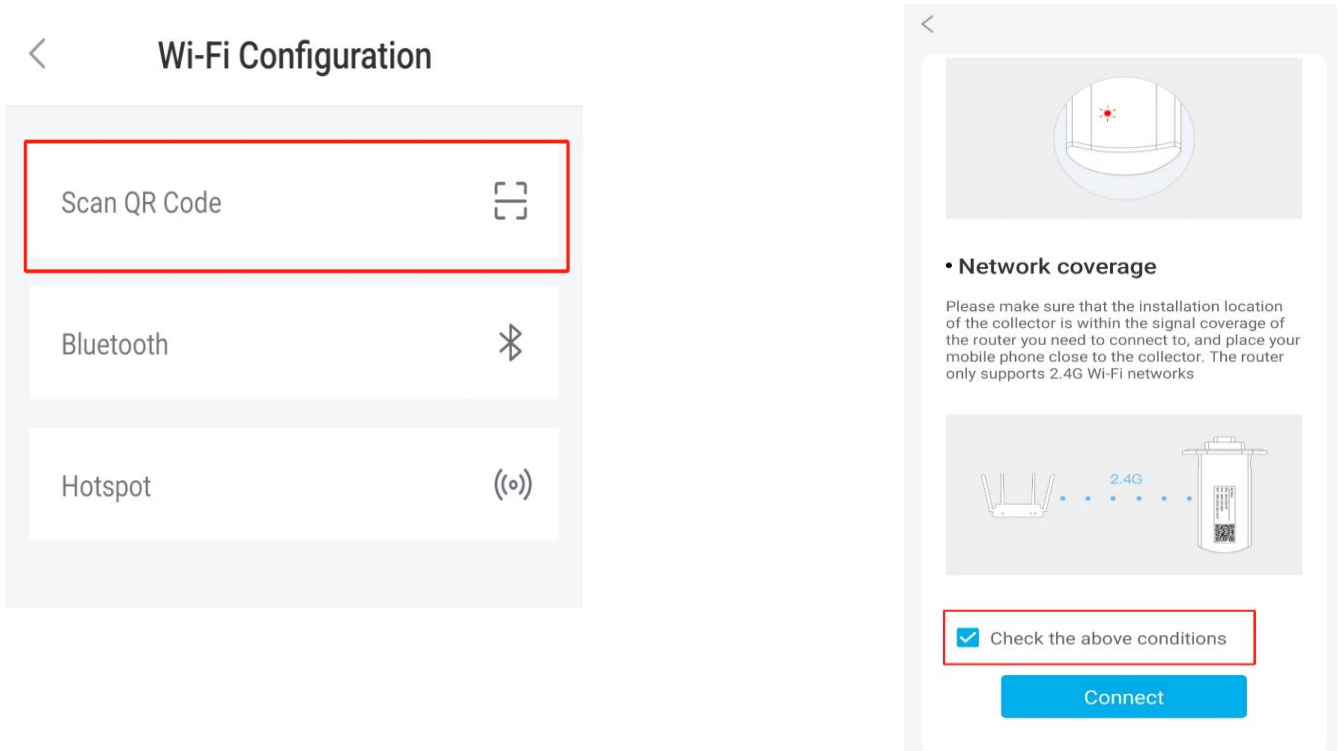 Wi-Fi Configuration
Scan QR Code
Bluetooth
Hotspot
• Network coverage
Please make sure that the installation location
of the collector is within the signal coverage of
the router you need to connect to, and place your
mobile phone close to the collector. The router
only supports 2.4G Wi-Fi networks
2.4G
Check the above conditions
Connect